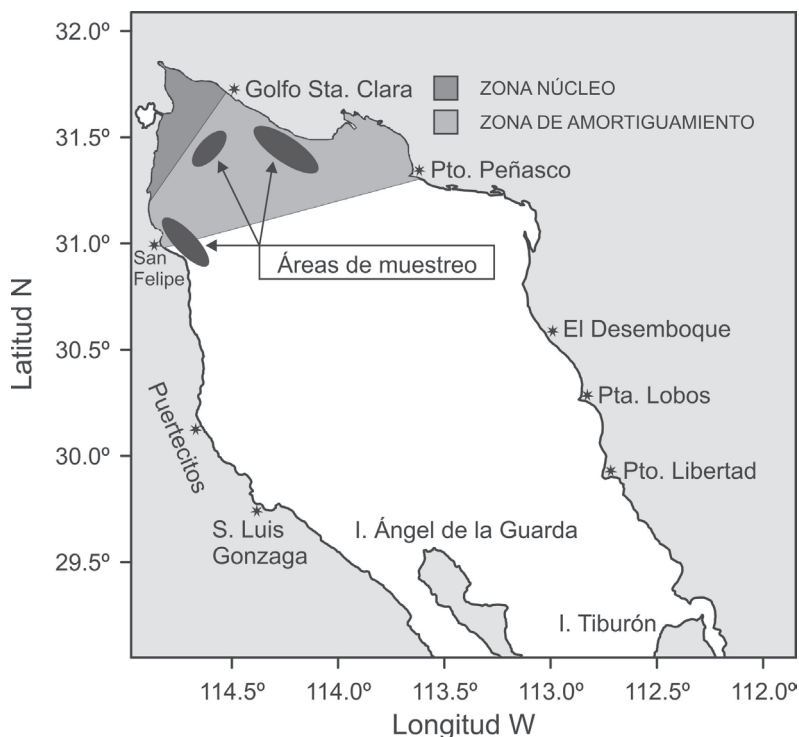 32.0º
31.5º
31.0º
30.5º
30.0º
29.5º
Latitud N
Golfo Sta. Clara
ZONA NÚCLEO
ZONA DE AMORTIGUAMIENTO
Pto. Peñasco
San
Felipe
Áreas de muestreo
El Desemboque
Puertecitos
Pta. Lobos
Pto. Libertad
S. Luis
Gonzaga
I. Ángel de la Guarda
I. Tiburón
114.5º 114.0º 113.5º 113.0º 112.5º 112.0º
Longitud W